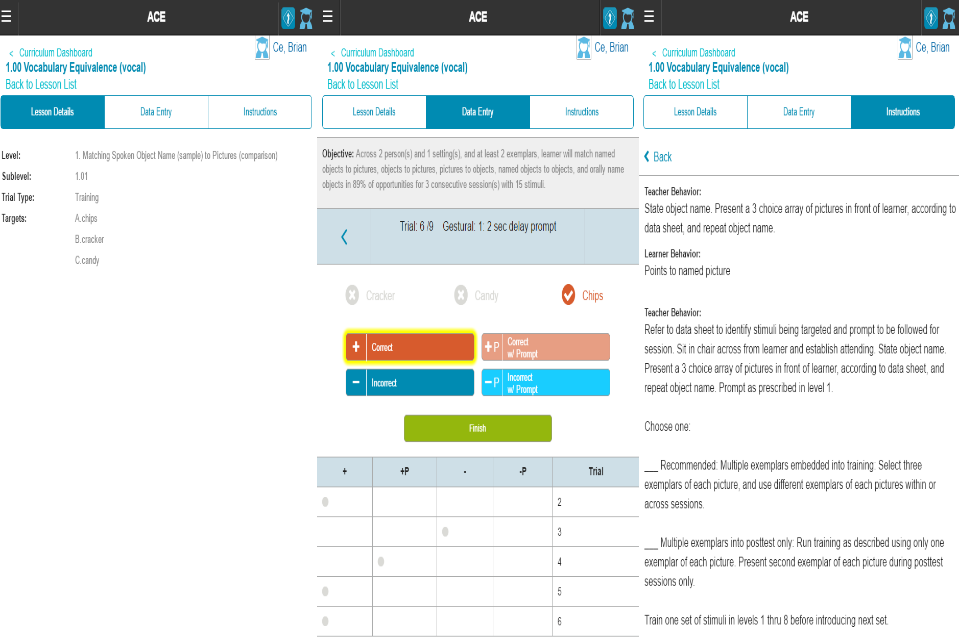 ACE
Ce, Brian
< Curriculum Dashboard
1.00 Vocabulary Equivalence (vocal)
Back to Lesson List
Lesson Details Data Entry Instructions
Level: 1. Matching Spoken Object Name (sample) to Pictures (comparison)
Sublevel: 1.01
Trial Type: Training
Targets: A.chips
B.cracker
C.candy
ACE
Ce, Brian
< Curriculum Dashboard
1.00 Vocabulary Equivalence (vocal)
Back to Lesson List
Lesson Details Data Entry Instructions
Objective: Across 2 person(s) and 1 setting(s), and at least 2 exemplars, learner will match named
objects to pictures, objects to pictures, pictures to objects, named objects to objects, and orally name
objects in 89% of opportunities for 3 consecutive session(s) with 15 stimuli.
Trial: 6 /9 Gestural: 1: 2 sec delay prompt
Cracker Candy Chips
+ Correct +P Correct
w/ Prompt
− Incorrect −P Incorrect
w/ Prompt
Finish
+ +P - -P Trial
2
3
4
5
6
ACE
Ce, Brian
< Curriculum Dashboard
1.00 Vocabulary Equivalence (vocal)
Back to Lesson List
Lesson Details Data Entry Instructions
Back
Teacher Behavior:
State object name. Present a 3 choice array of pictures in front of learner, according to
data sheet, and repeat object name.
Learner Behavior:
Points to named picture
Teacher Behavior:
Refer to data sheet to identify stimuli being targeted and prompt to be followed for
session. Sit in chair across from learner and establish attending. State object name.
Present a 3 choice array of pictures in front of learner, according to data sheet, and
repeat object name. Prompt as prescribed in level 1.
Choose one:
___ Recommended: Multiple exemplars embedded into training: Select three
exemplars of each picture, and use different exemplars of each pictures within or
across sessions.
___ Multiple exemplars into posttest only: Run training as described using only one
exemplar of each picture. Present second exemplar of each picture during posttest
sessions only.
Train one set of stimuli in levels 1 thru 8 before introducing next set.